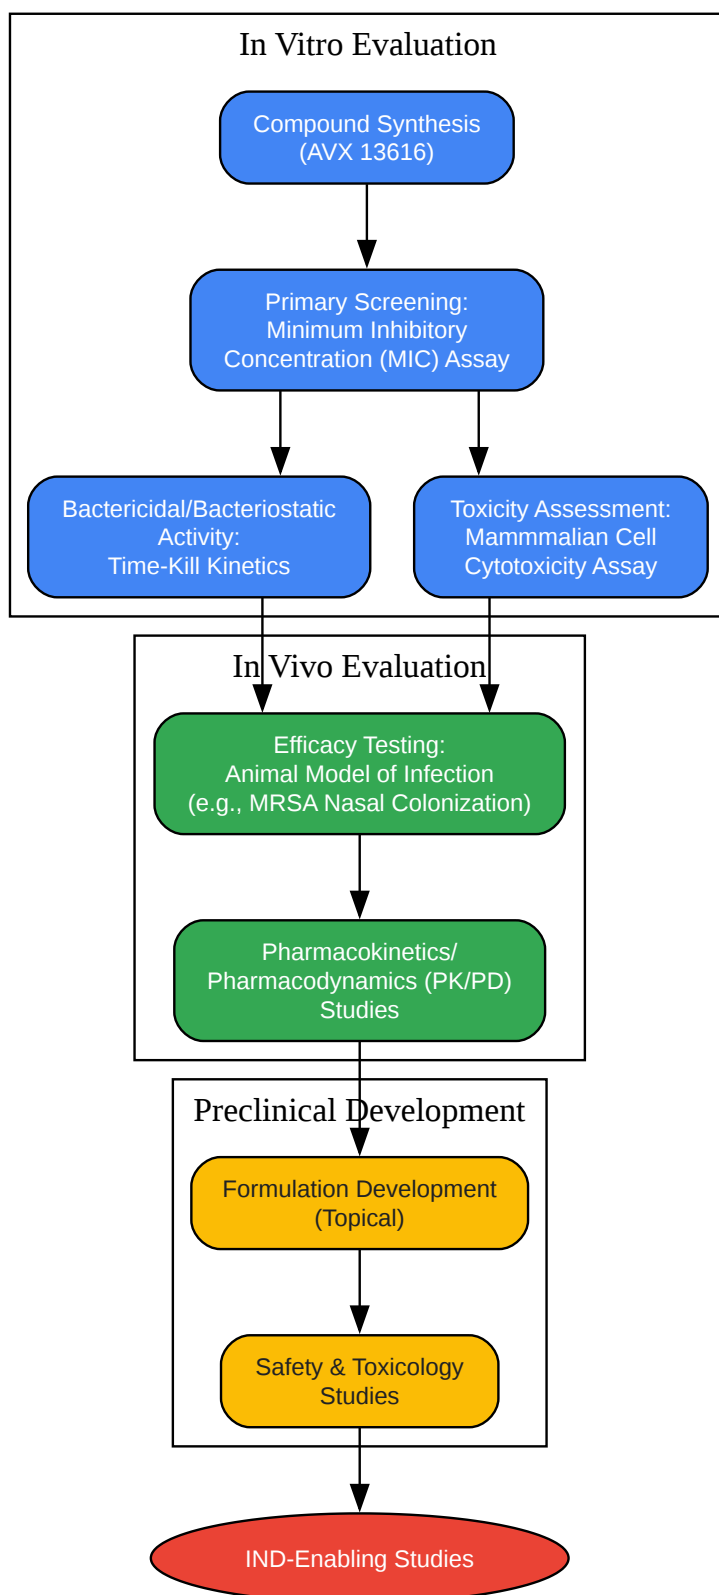 In Vitro Evaluation
Compound Synthesis
(AVX 13616)
Primary Screening:
Minimum Inhibitory
Concentration (MIC) Assay
Bactericidal/Bacteriostatic
Activity:
Time-Kill Kinetics
Toxicity Assessment:
Mammmalian Cell
Cytotoxicity Assay
In Vivo Evaluation
Efficacy Testing:
Animal Model of Infection
(e.g., MRSA Nasal Colonization)
Pharmacokinetics/
Pharmacodynamics (PK/PD)
Studies
Preclinical Development
Formulation Development
(Topical)
Safety & Toxicology
Studies
IND-Enabling Studies